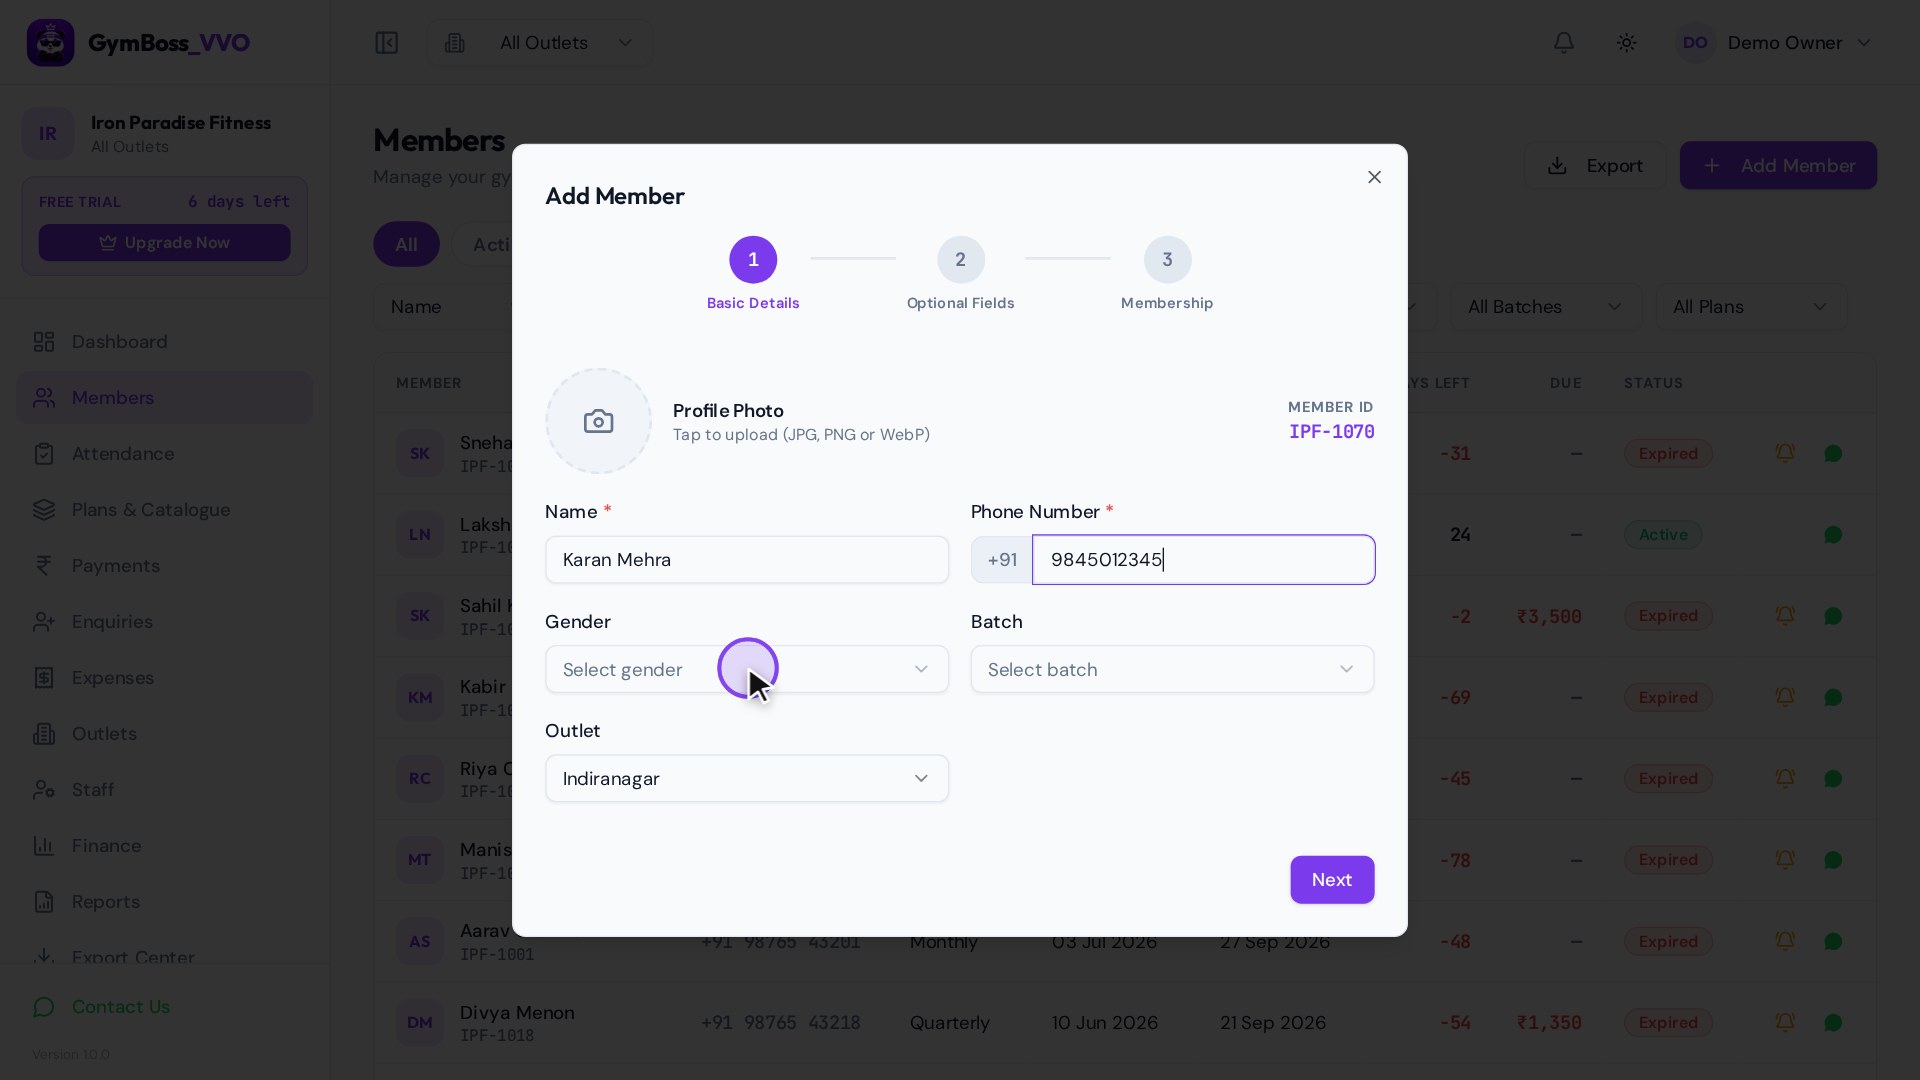 GymBoss_VVO
All Outlets
DO Demo Owner
IR
Iron Paradise Fitness
All Outlets
FREE TRIAL 6 days left
Upgrade Now
Dashboard
Members
Attendance
Plans & Catalogue
Payments
Expenses
Outlets
Staff
Finance
Reports
Export Center
Contact Us
Version 1.0.0
Members
Manage your gy
Export
Add Member
All
Acti
Name
All Batches
All Plans
MEMBER
YS LEFT DUE STATUS
SK Sneha
-31 — Expired
LN Laksh
24 Active
SK Sahil
-2 ₹3,500 Expired
KM Kabir
-69 — Expired
RC Riya
-45 — Expired
MT Manis
-78 — Expired
AS Aarav +91 98765 43201 Monthly 03 Jul 2026 27 Sep 2026 -48 — Expired
IPF-1001
DM Divya Menon +91 98765 43218 Quarterly 10 Jun 2026 21 Sep 2026 -54 ₹1,350 Expired
IPF-1018
Add Member
1 2 3
Basic Details Optional Fields Membership
Profile Photo
Tap to upload (JPG, PNG or WebP)
MEMBER ID
IPF-1070
Name * Phone Number *
Karan Mehra +91 9845012345
Gender Batch
Select gender Select batch
Outlet
Indiranagar
Next